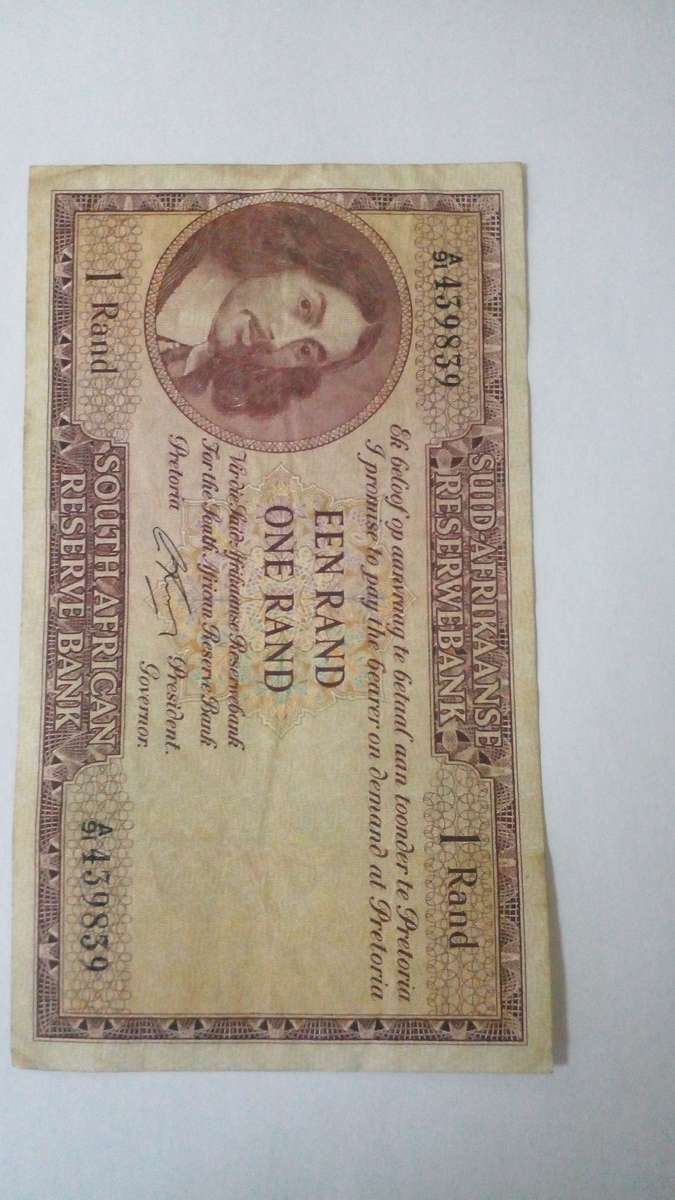 SUID-AFRIKAANSE
RESERWEBANK
A/91 439839
1 Rand
Ek beloof op aanvraag te betaal aan toonder te Pretoria
I promise to pay the bearer on demand at Pretoria
EEN RAND
ONE RAND
Vir die Suid-Afrikaanse Reserwebank
For the South African Reserve Bank
Pretoria
President.
Governor.
1 Rand
A/91 439839
SOUTH AFRICAN
RESERVE BANK